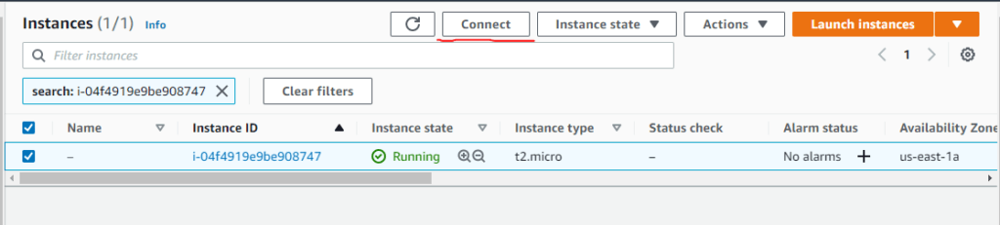 Instances (1/1) Info Connect Instance state Actions Launch instances
Filter instances 1
search: i-04f4919e9be908747 Clear filters
Name Instance ID Instance state Instance type Status check Alarm status Availability Zone
– i-04f4919e9be908747 Running t2.micro – No alarms + us-east-1a